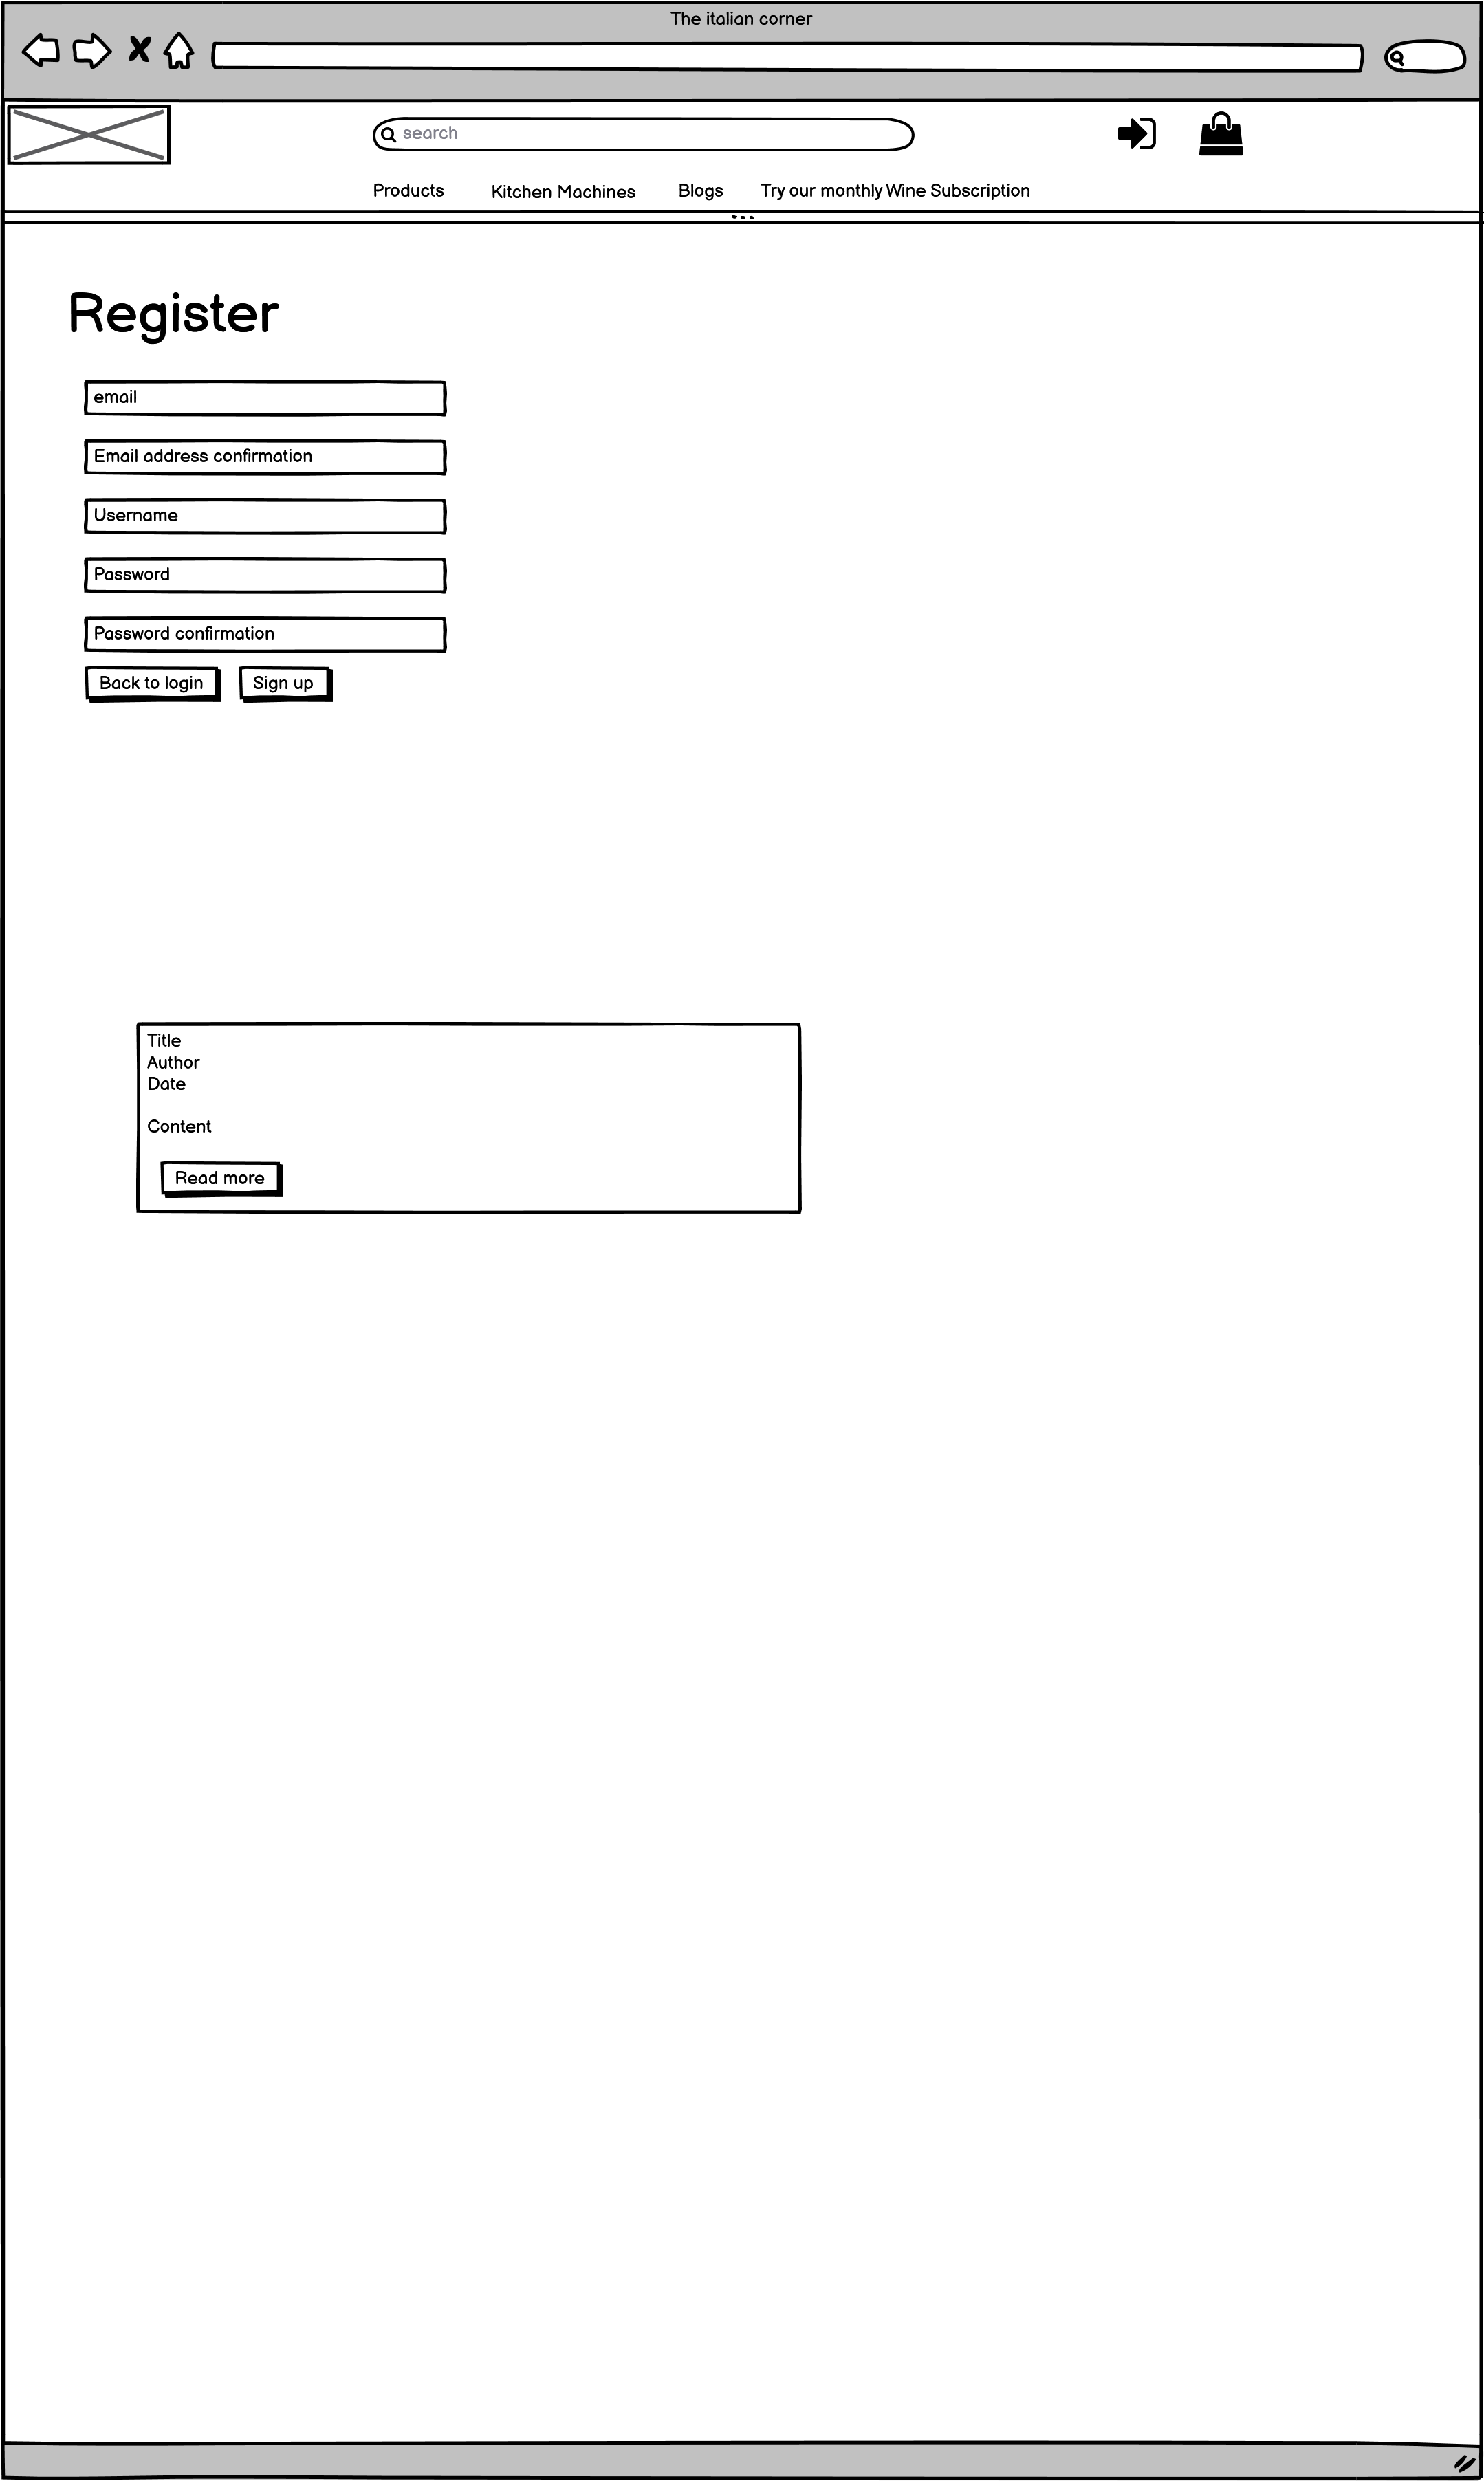 The italian corner
search
Products Kitchen Machines Blogs Try our monthly Wine Subscription
Register
email
Email address confirmation
Username
Password
Password confirmation
Back to login Sign up
Title
Author
Date
Content
Read more